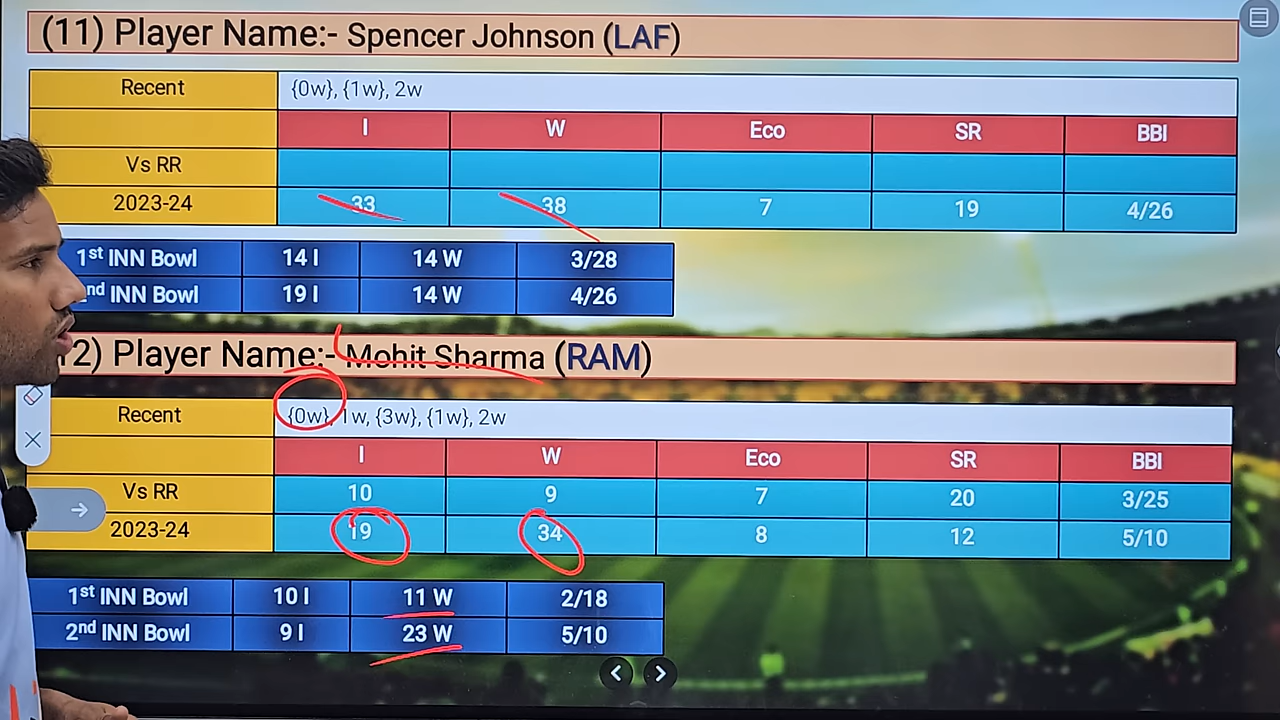 (11) Player Name:- Spencer Johnson (LAF)
Recent {0w}, {1w}, 2w
I W Eco SR BBI
Vs RR
2023-24 33 38 7 19 4/26
1st INN Bowl 14 I 14 W 3/28
nd INN Bowl 19 I 14 W 4/26
2) Player Name:- Mohit Sharma (RAM)
Recent {0w}, 1w, {3w}, {1w}, 2w
I W Eco SR BBI
Vs RR 10 9 7 20 3/25
2023-24 19 34 8 12 5/10
1st INN Bowl 10 I 11 W 2/18
2nd INN Bowl 9 I 23 W 5/10